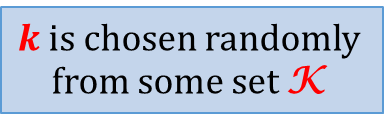 k is chosen randomly
from some set 𝒦